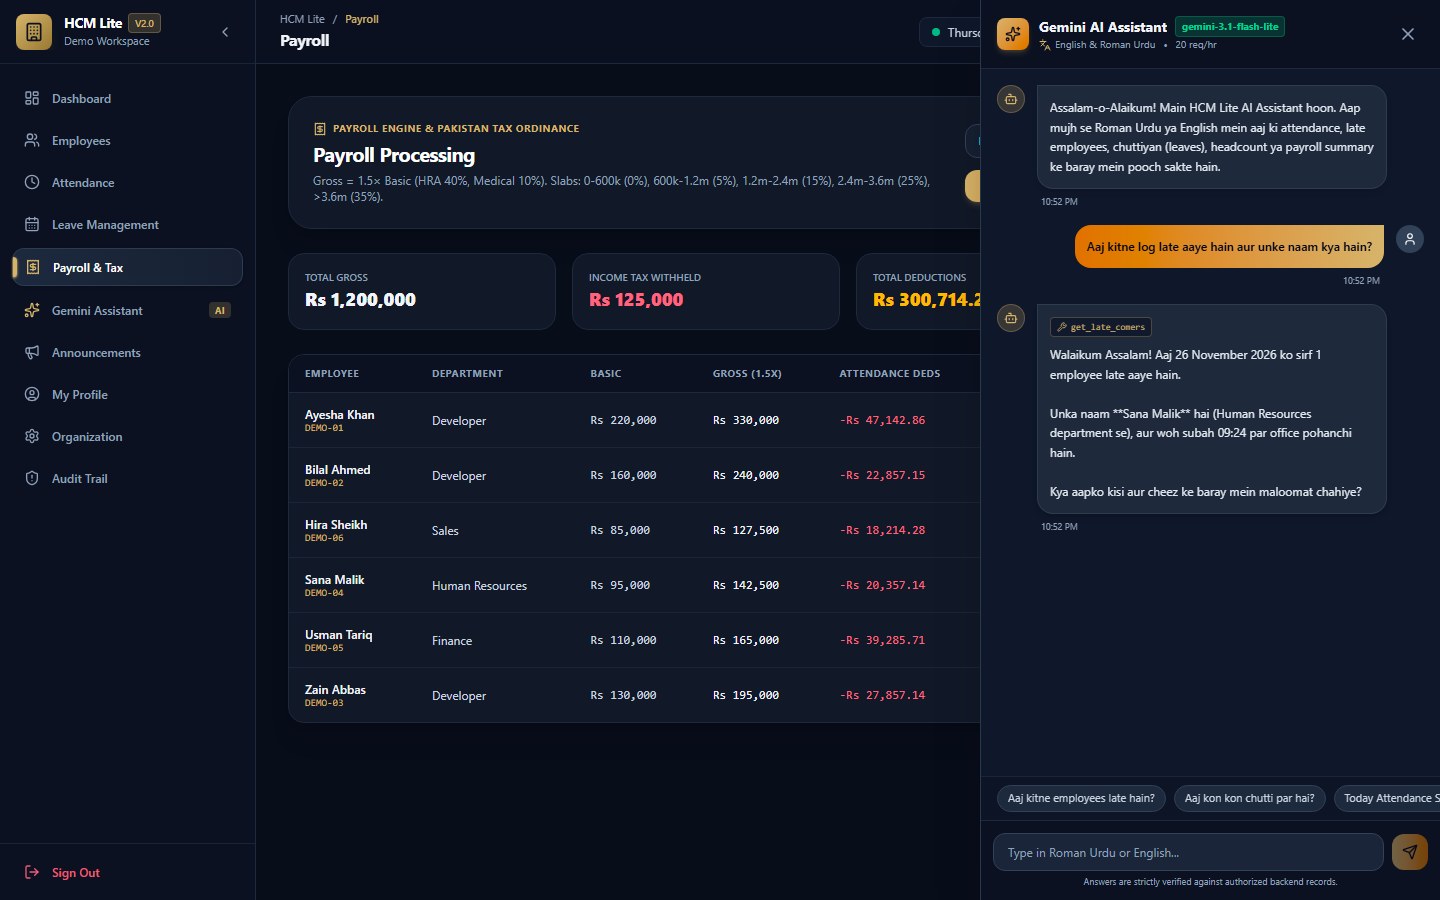 HCM Lite V2.0
Demo Workspace
Dashboard
Employees
Attendance
Leave Management
Payroll & Tax
Gemini Assistant AI
Announcements
My Profile
Organization
Audit Trail
Sign Out
HCM Lite / Payroll
Payroll
PAYROLL ENGINE & PAKISTAN TAX ORDINANCE
Payroll Processing
Gross = 1.5× Basic (HRA 40%, Medical 10%). Slabs: 0-600k (0%), 600k-1.2m (5%), 1.2m-2.4m (15%), 2.4m-3.6m (25%),
>3.6m (35%).
TOTAL GROSS
Rs 1,200,000
INCOME TAX WITHHELD
Rs 125,000
TOTAL DEDUCTIONS
Rs 300,714.2
EMPLOYEE DEPARTMENT BASIC GROSS (1.5X) ATTENDANCE DEDS
Ayesha Khan Developer Rs 220,000 Rs 330,000 -Rs 47,142.86
DEMO-01
Bilal Ahmed Developer Rs 160,000 Rs 240,000 -Rs 22,857.15
DEMO-02
Hira Sheikh Sales Rs 85,000 Rs 127,500 -Rs 18,214.28
DEMO-06
Sana Malik Human Resources Rs 95,000 Rs 142,500 -Rs 20,357.14
DEMO-04
Usman Tariq Finance Rs 110,000 Rs 165,000 -Rs 39,285.71
DEMO-05
Zain Abbas Developer Rs 130,000 Rs 195,000 -Rs 27,857.14
DEMO-03
Gemini AI Assistant gemini-3.1-flash-lite
English & Roman Urdu • 20 req/hr
Assalam-o-Alaikum! Main HCM Lite AI Assistant hoon. Aap
mujh se Roman Urdu ya English mein aaj ki attendance, late
employees, chuttiyan (leaves), headcount ya payroll summary
ke baray mein pooch sakte hain.
10:52 PM
Aaj kitne log late aaye hain aur unke naam kya hain?
10:52 PM
get_late_comers
Walaikum Assalam! Aaj 26 November 2026 ko sirf 1
employee late aaye hain.
Unka naam **Sana Malik** hai (Human Resources
department se), aur woh subah 09:24 par office pohanchi
hain.
Kya aapko kisi aur cheez ke baray mein maloomat chahiye?
10:52 PM
Aaj kitne employees late hain? Aaj kon kon chutti par hai? Today Attendance
Type in Roman Urdu or English...
Answers are strictly verified against authorized backend records.